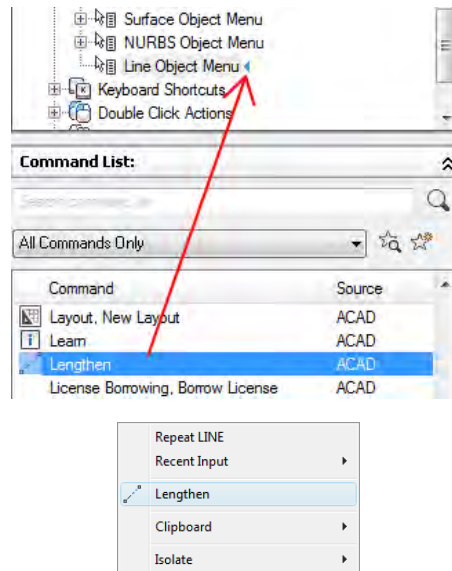 Surface Object Menu
NURBS Object Menu
Line Object Menu
Keyboard Shortcuts
Double Click Actions
Command List:
All Commands Only
Command Source
Layout, New Layout ACAD
Learn ACAD
Lengthen ACAD
License Borrowing, Borrow License ACAD
Repeat LINE
Recent Input
Lengthen
Clipboard
Isolate